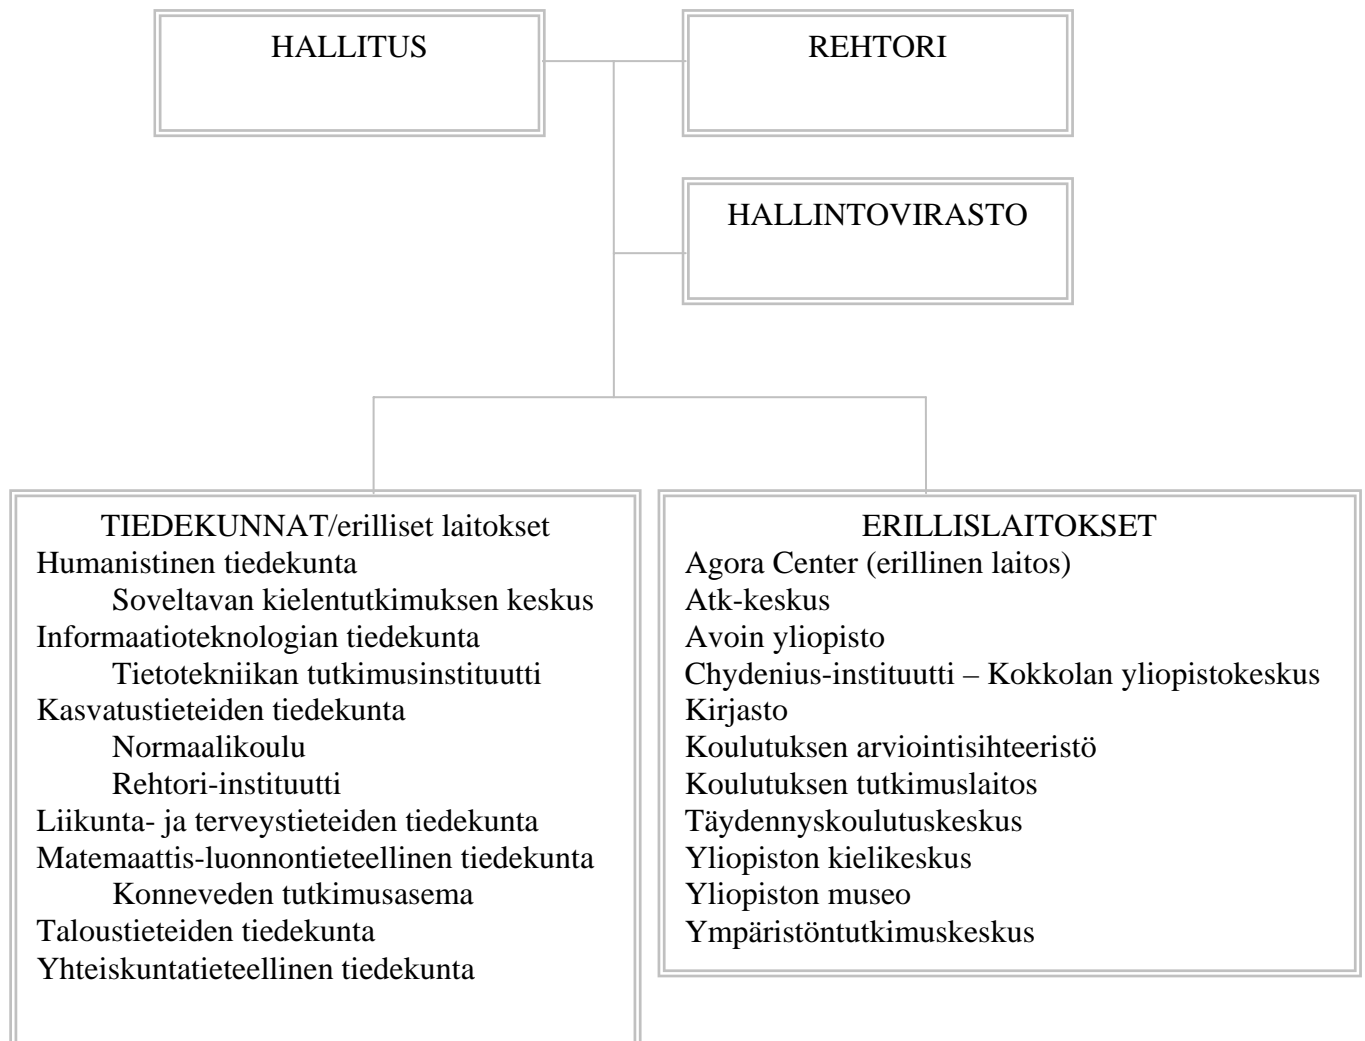 HALLITUS
REHTORI
HALLINTOVIRASTO
TIEDEKUNNAT/erilliset laitokset
Humanistinen tiedekunta
Soveltavan kielentutkimuksen keskus
Informaatioteknologian tiedekunta
Tietotekniikan tutkimusinstituutti
Kasvatustieteiden tiedekunta
Normaalikoulu
Rehtori-instituutti
Liikunta- ja terveystieteiden tiedekunta
Matemaattis-luonnontieteellinen tiedekunta
Konneveden tutkimusasema
Taloustieteiden tiedekunta
Yhteiskuntatieteellinen tiedekunta
ERILLISLAITOKSET
Agora Center (erillinen laitos)
Atk-keskus
Avoin yliopisto
Chydenius-instituutti – Kokkolan yliopistokeskus
Kirjasto
Koulutuksen arviointisihteeristö
Koulutuksen tutkimuslaitos
Täydennyskoulutuskeskus
Yliopiston kielikeskus
Yliopiston museo
Ympäristöntutkimuskeskus